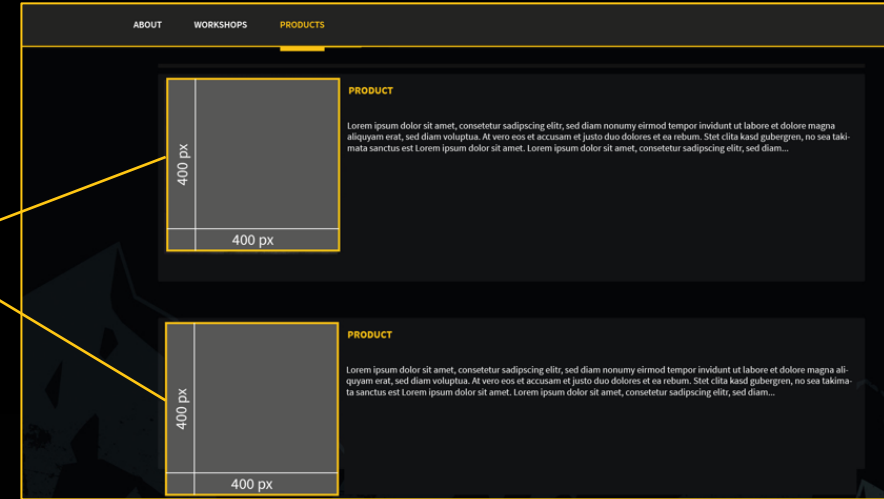 ABOUT WORKSHOPS PRODUCTS
PRODUCT
Lorem ipsum dolor sit amet, consetetur sadipscing elitr, sed diam nonumy eirmod tempor invidunt ut labore et dolore magna
aliquyam erat, sed diam voluptua. At vero eos et accusam et justo duo dolores et ea rebum. Stet clita kasd gubergren, no sea taki-
mata sanctus est Lorem ipsum dolor sit amet. Lorem ipsum dolor sit amet, consetetur sadipscing elitr, sed diam...
400 px
400 px
PRODUCT
Lorem ipsum dolor sit amet, consetetur sadipscing elitr, sed diam nonumy eirmod tempor invidunt ut labore et dolore magna ali-
quyam erat, sed diam voluptua. At vero eos et accusam et justo duo dolores et ea rebum. Stet clita kasd gubergren, no sea takima-
ta sanctus est Lorem ipsum dolor sit amet. Lorem ipsum dolor sit amet, consetetur sadipscing elitr, sed diam...
400 px
400 px